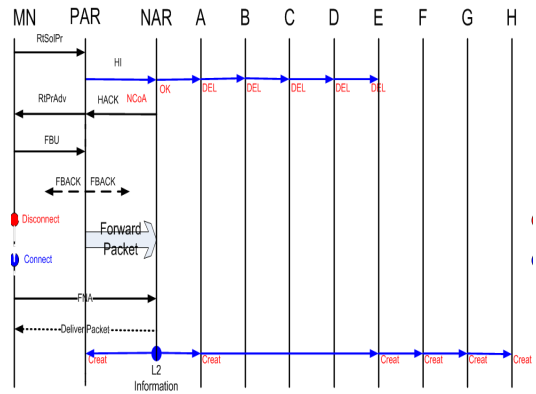 MN PAR NAR A B C D E F G H
RtSolPr
HI
OK DEL DEL DEL DEL DEL
RtPrAdv HACK NCoA
FBU
FBACK FBACK
Disconnect
Forward
Packet
Connect
FNA
Deliver Packet
Creat Creat Creat Creat Creat Creat
L2
Information